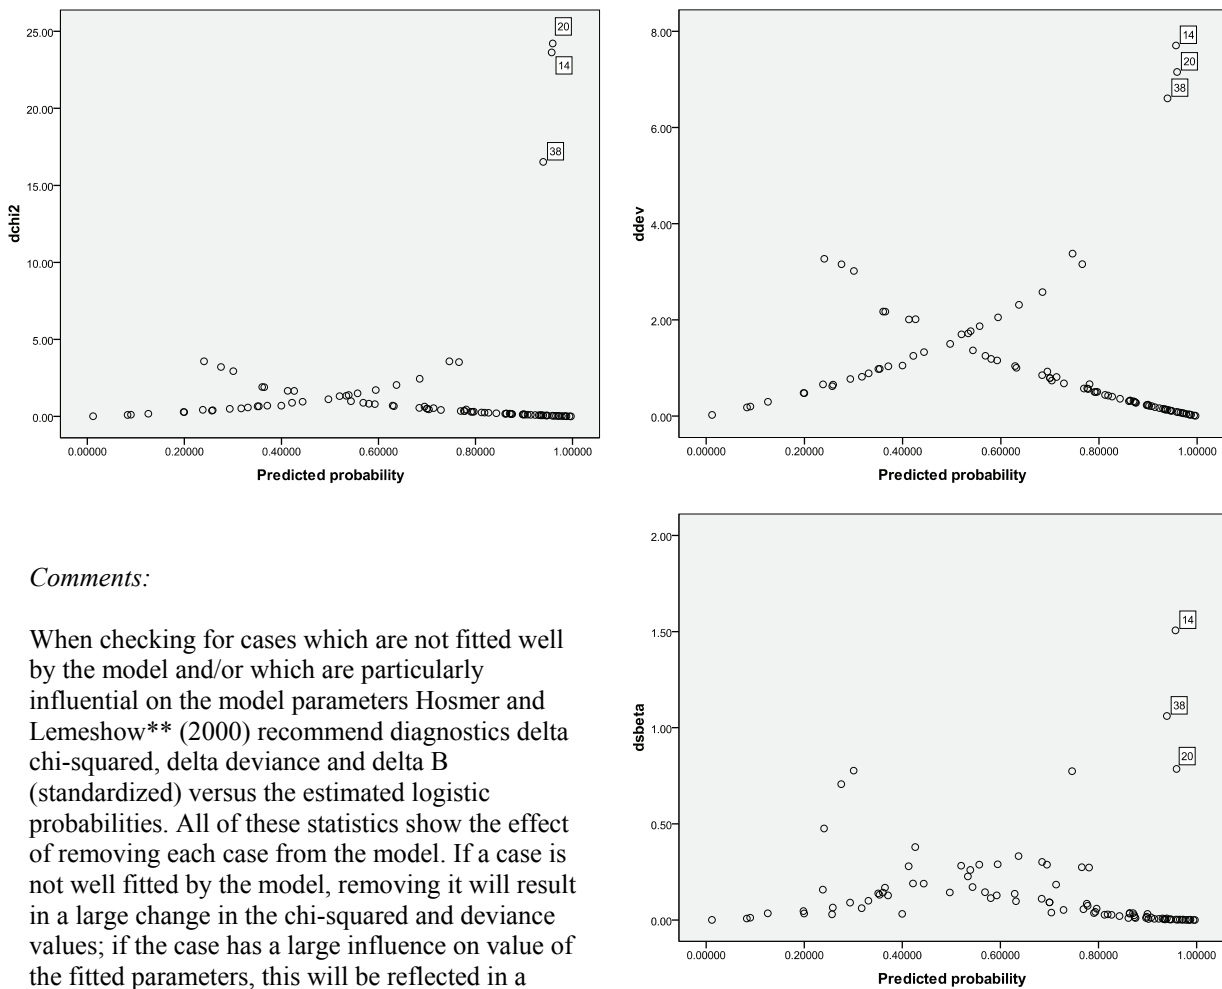 25.00
20.00
15.00
10.00
5.00
0.00
dchi2
20
14
38
0.00000 0.20000 0.40000 0.60000 0.80000 1.00000
Predicted probability
8.00
6.00
4.00
2.00
0.00
ddev
14
20
38
0.00000 0.20000 0.40000 0.60000 0.80000 1.00000
Predicted probability
Comments:
When checking for cases which are not fitted well
by the model and/or which are particularly
influential on the model parameters Hosmer and
Lemeshow** (2000) recommend diagnostics delta
chi-squared, delta deviance and delta B
(standardized) versus the estimated logistic
probabilities. All of these statistics show the effect
of removing each case from the model. If a case is
not well fitted by the model, removing it will result
in a large change in the chi-squared and deviance
values; if the case has a large influence on value of
the fitted parameters, this will be reflected in a
2.00
1.50
1.00
0.50
0.00
dsbeta
14
38
20
0.00000 0.20000 0.40000 0.60000 0.80000 1.00000
Predicted probability